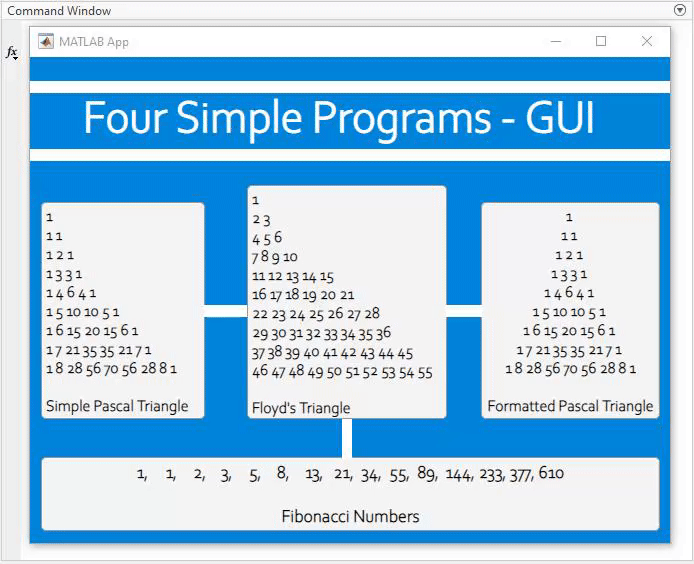 Command Window
fx
MATLAB App
Four Simple Programs - GUI
1
1 1
1 2 1
1 3 3 1
1 4 6 4 1
1 5 10 10 5 1
1 6 15 20 15 6 1
1 7 21 35 35 21 7 1
1 8 28 56 70 56 28 8 1
Simple Pascal Triangle
1
2 3
4 5 6
7 8 9 10
11 12 13 14 15
16 17 18 19 20 21
22 23 24 25 26 27 28
29 30 31 32 33 34 35 36
37 38 39 40 41 42 43 44 45
46 47 48 49 50 51 52 53 54 55
Floyd's Triangle
1
1 1
1 2 1
1 3 3 1
1 4 6 4 1
1 5 10 10 5 1
1 6 15 20 15 6 1
1 7 21 35 35 21 7 1
1 8 28 56 70 56 28 8 1
Formatted Pascal Triangle
1, 1, 2, 3, 5, 8, 13, 21, 34, 55, 89, 144, 233, 377, 610
Fibonacci Numbers